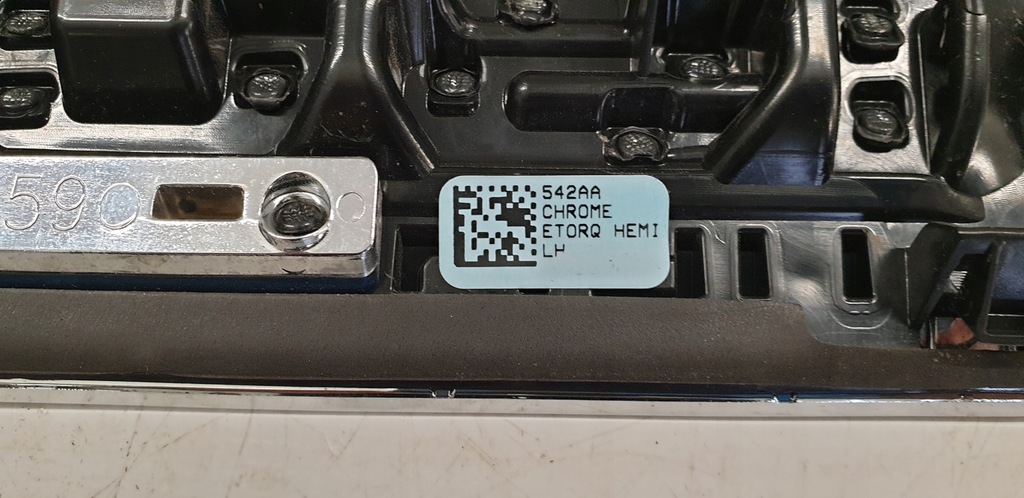 590
542AA
CHROME
ETORQ HEMI
LH